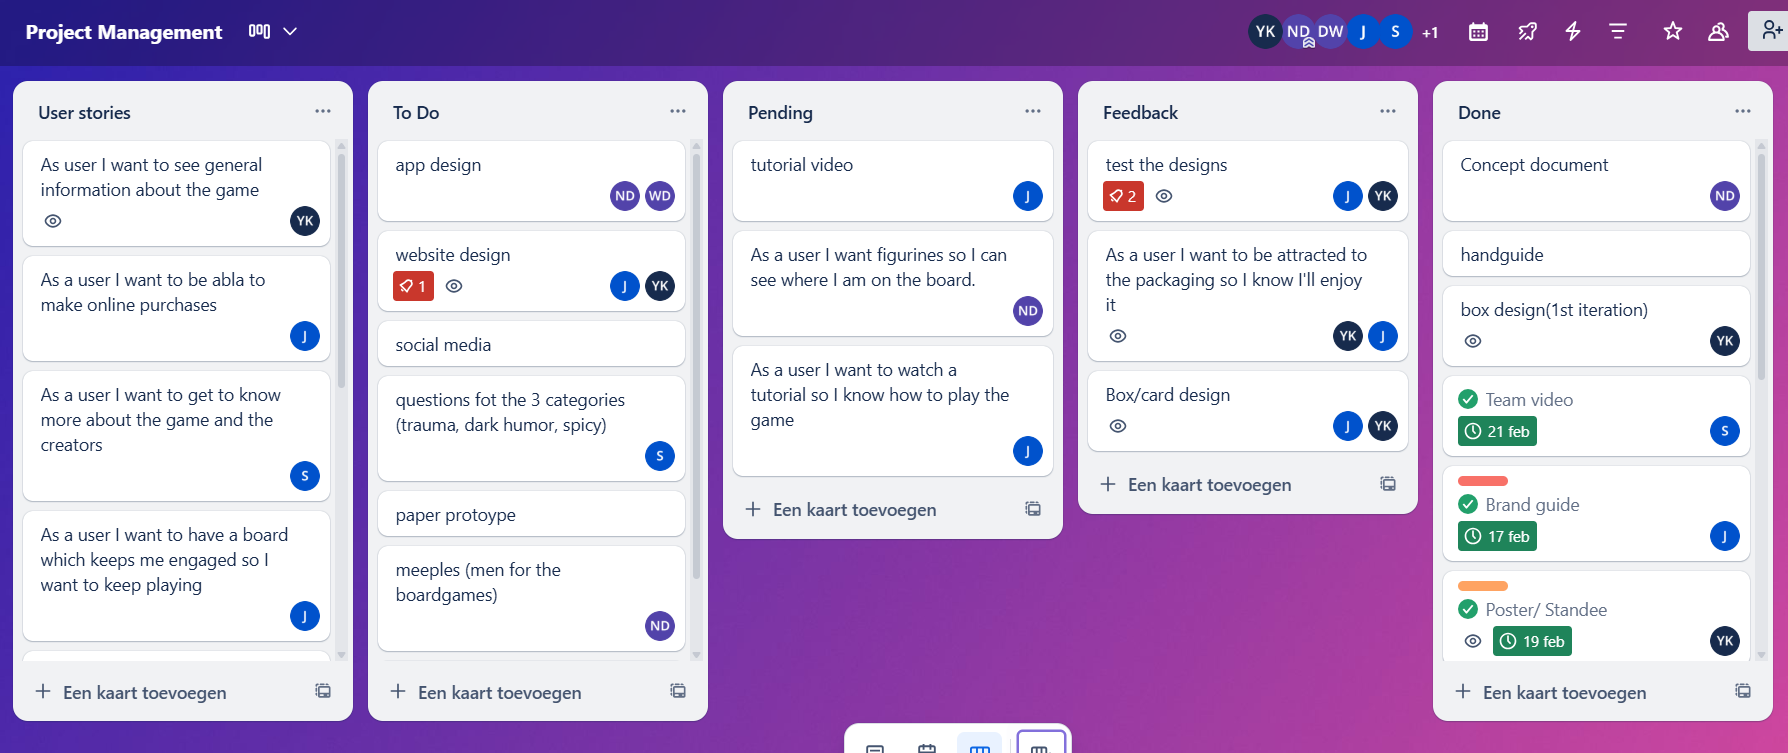 Project Management
YK ND DW J S +1
User stories
As user I want to see general
information about the game
YK
As a user I want to be abla to
make online purchases
J
As a user I want to get to know
more about the game and the
creators
S
As a user I want to have a board
which keeps me engaged so I
want to keep playing
J
Een kaart toevoegen
To Do
app design
ND WD
website design
1 J YK
social media
questions fot the 3 categories
(trauma, dark humor, spicy)
S
paper protoype
meeples (men for the
boardgames)
ND
Een kaart toevoegen
Pending
tutorial video
J
As a user I want figurines so I can
see where I am on the board.
ND
As a user I want to watch a
tutorial so I know how to play the
game
J
Een kaart toevoegen
Feedback
test the designs
2 J YK
As a user I want to be attracted to
the packaging so I know I'll enjoy
it
YK J
Box/card design
J YK
Een kaart toevoegen
Done
Concept document
ND
handguide
box design(1st iteration)
YK
Team video
21 feb S
Brand guide
17 feb J
Poster/ Standee
19 feb YK
Een kaart toevoegen